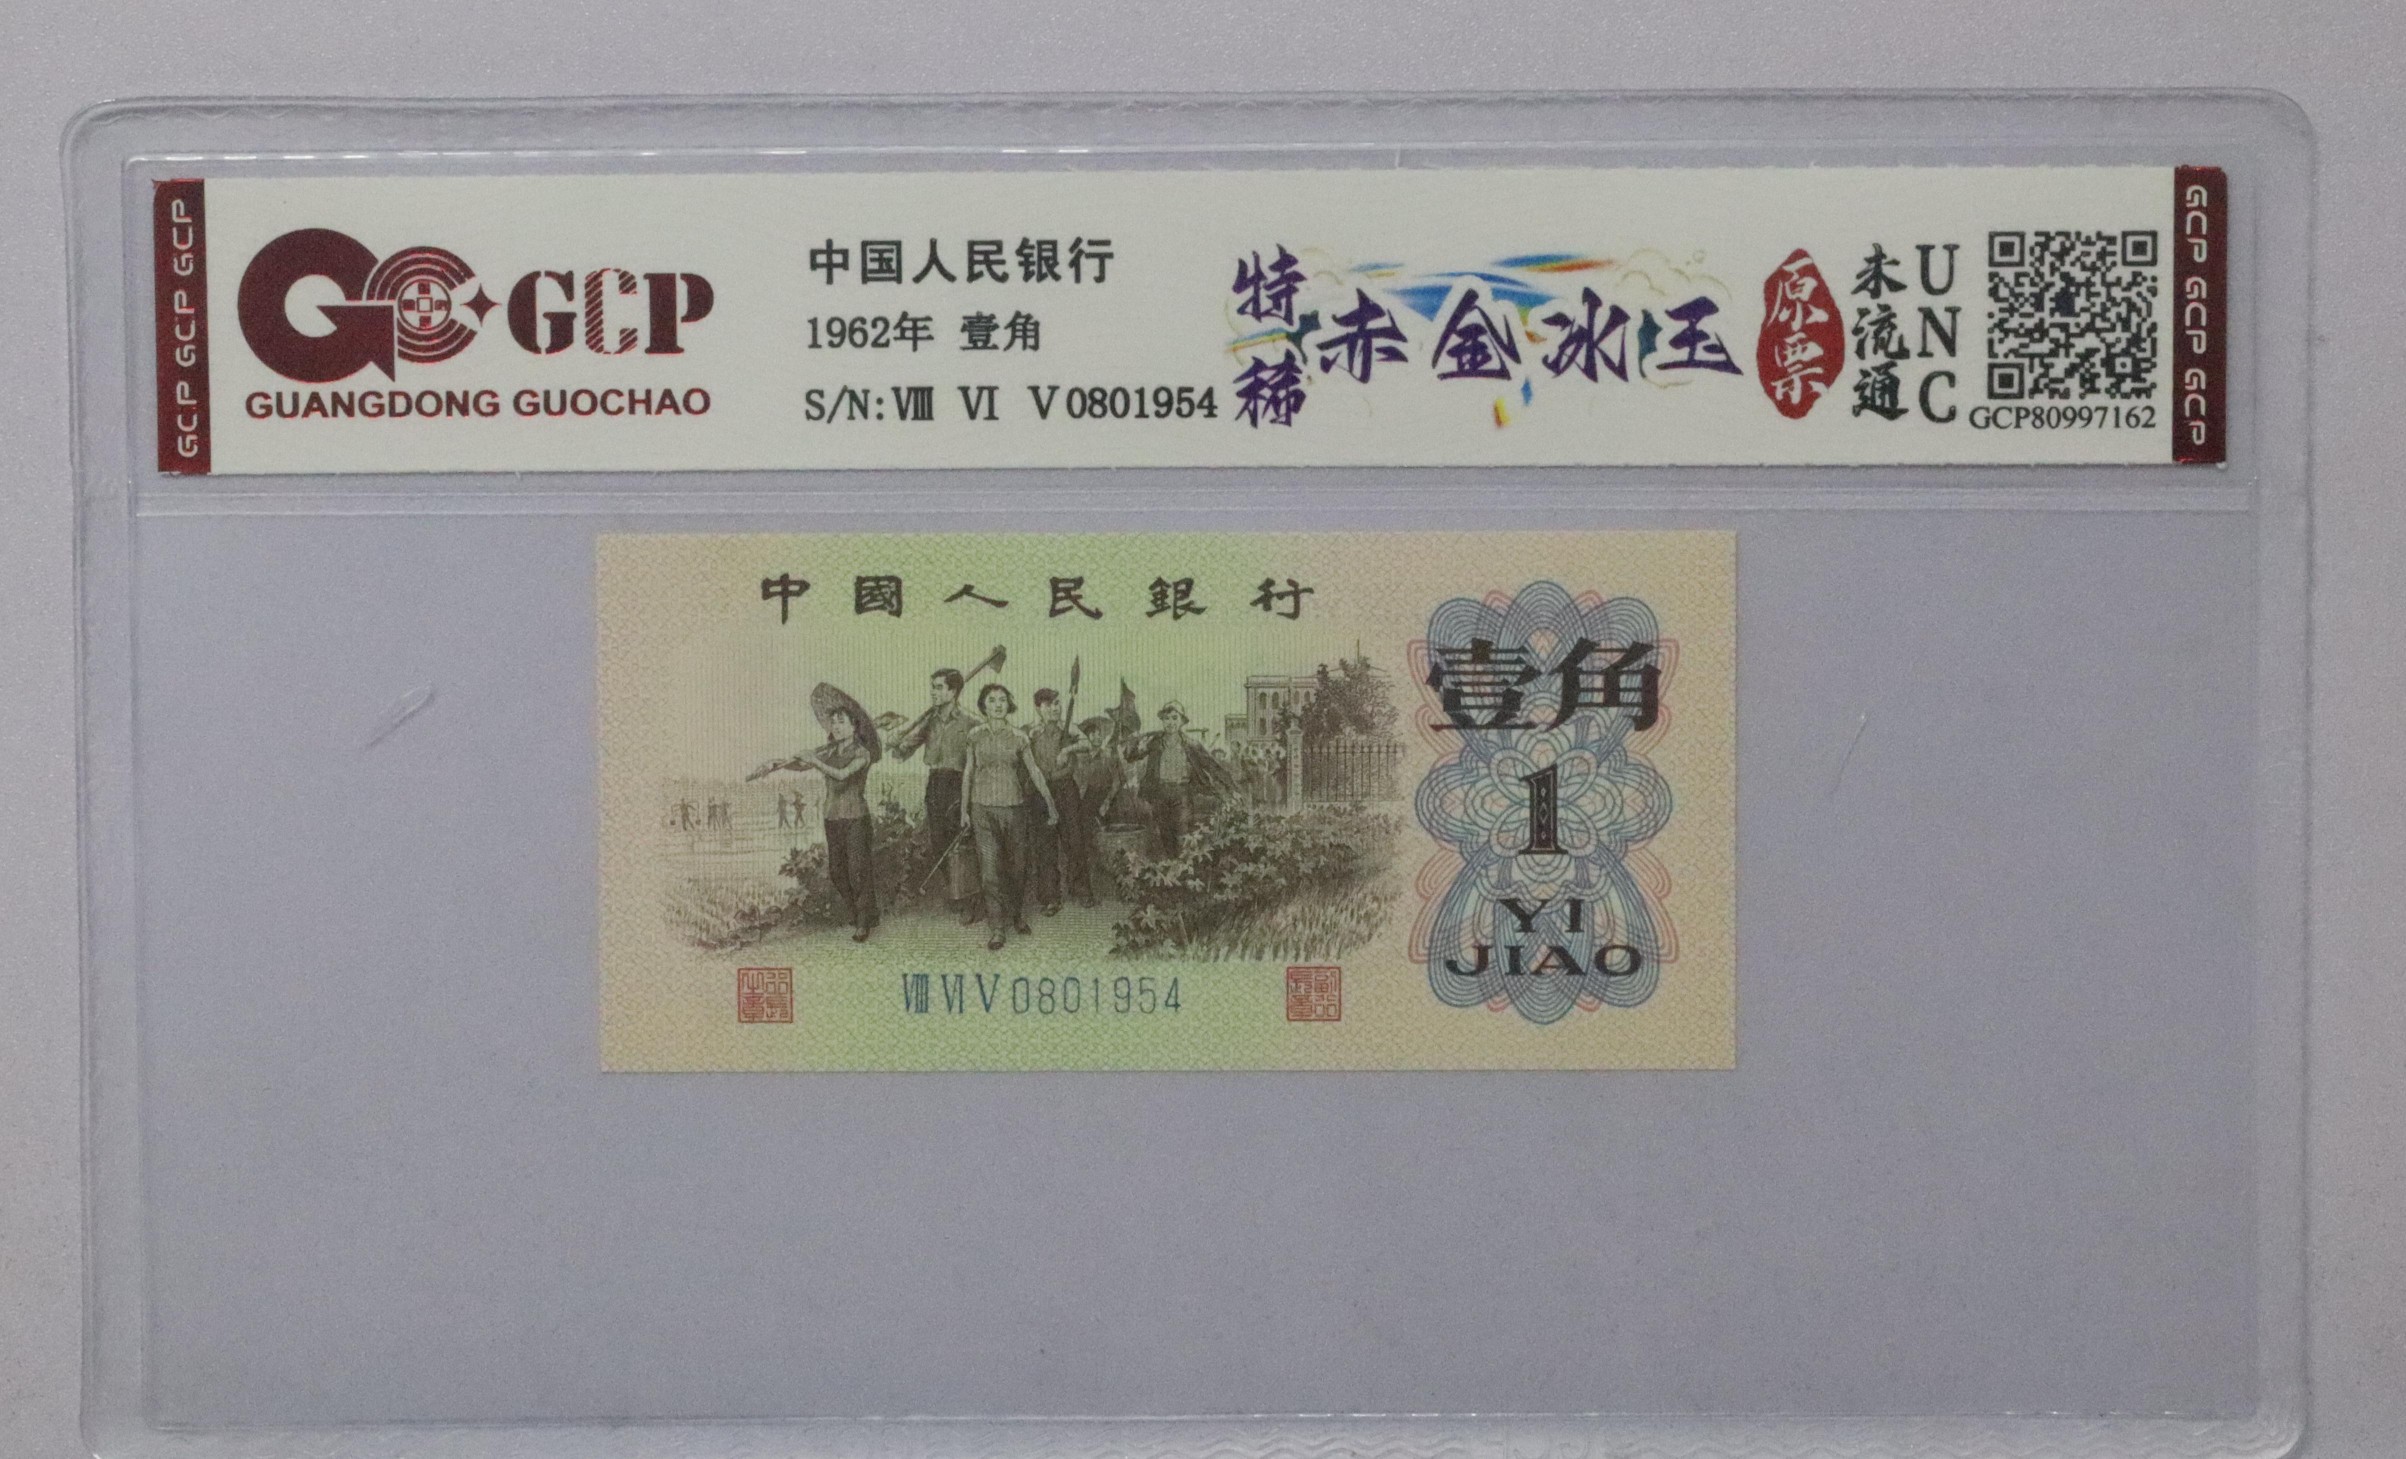 GCP GCP GCP
GCP
GUANGDONG GUOCHAO
中国人民银行
1962年 壹角
S/N: Ⅷ Ⅵ Ⅴ0801954
特稀
赤金冰玉
原票
未流通
UNC
GCP80997162
GCP GCP GCP
中國人民銀行
壹角
1
YI
JIAO
Ⅷ Ⅵ Ⅴ 0801954